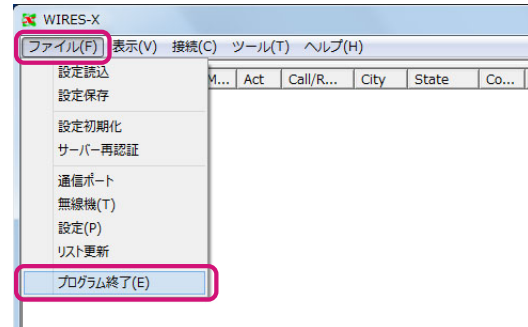 WIRES-X
ファイル(F) 表示(V) 接続(C) ツール(T) ヘルプ(H)
M... Act Call/R... City State Co...
設定読込
設定保存
設定初期化
サーバー再認証
通信ポート
無線機(T)
設定(P)
リスト更新
プログラム終了(E)